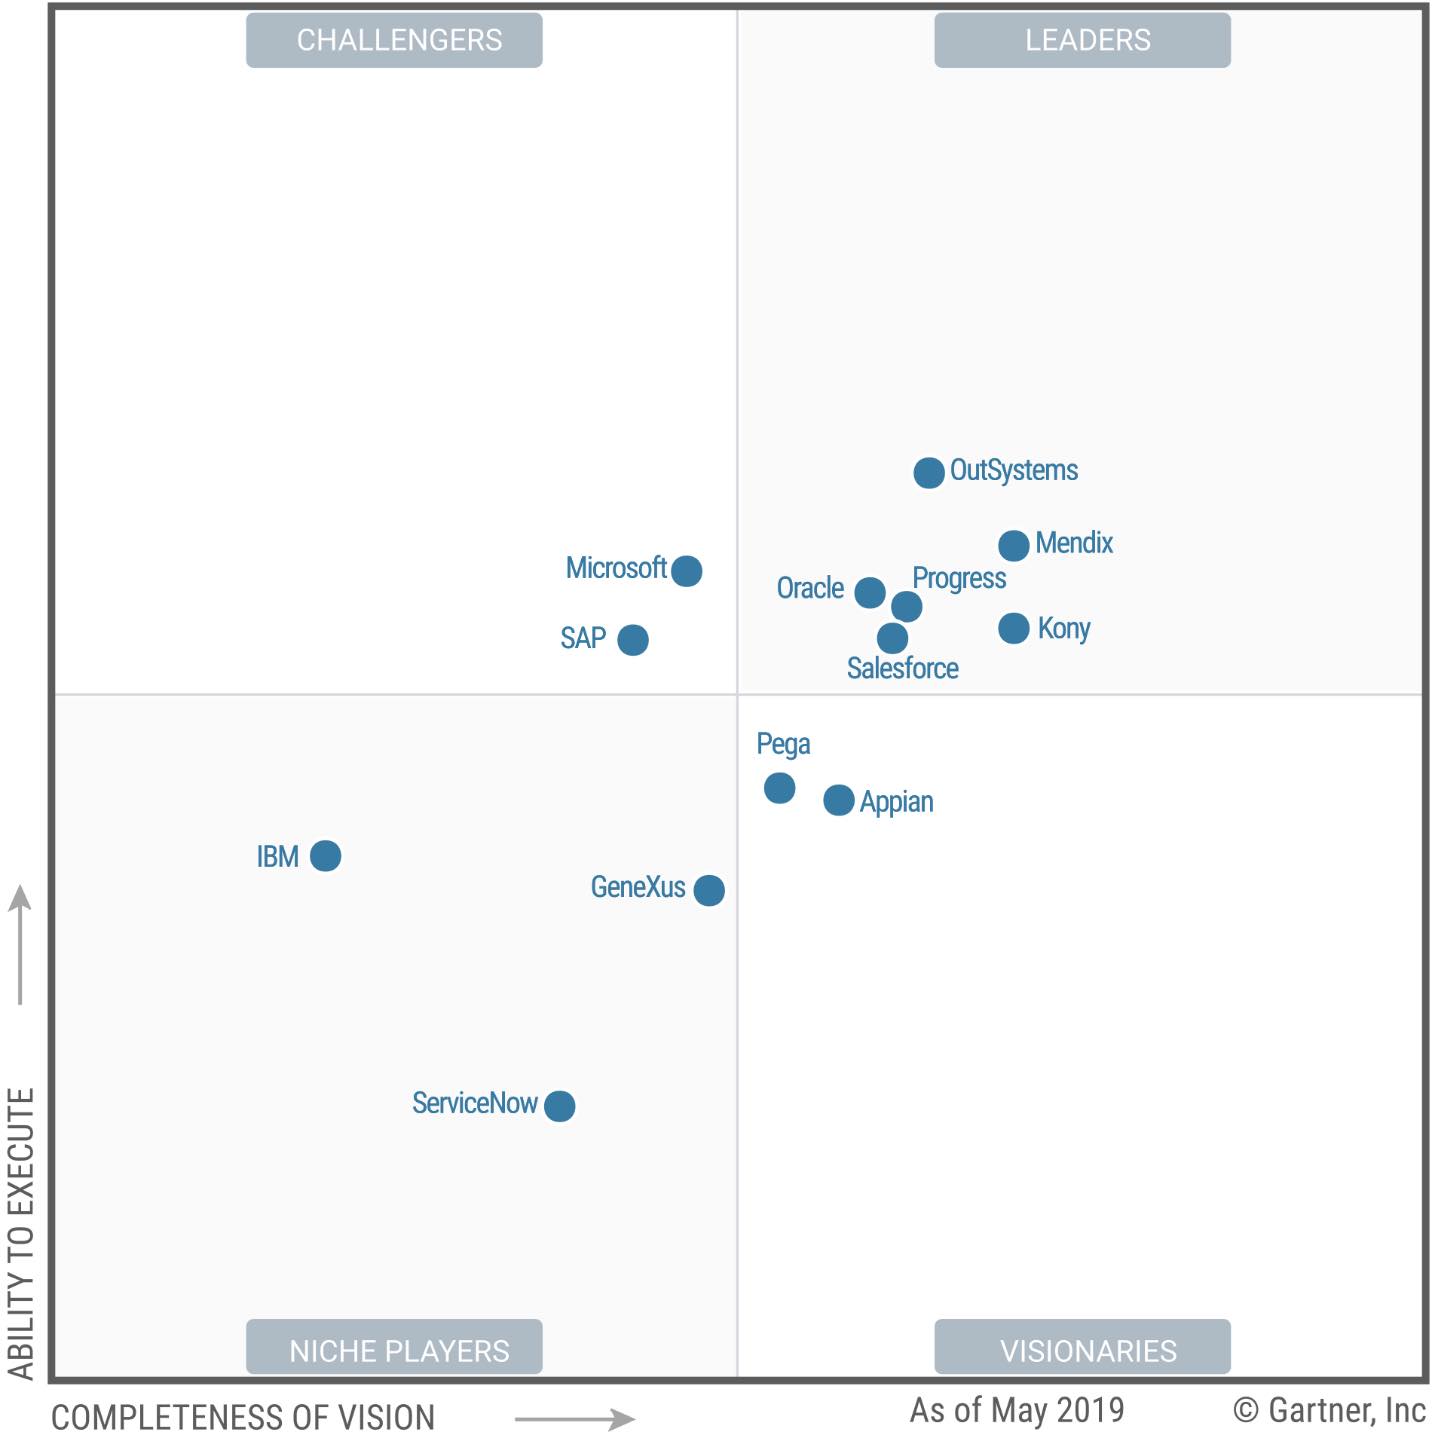 CHALLENGERS
LEADERS
OutSystems
Mendix
Microsoft
Progress
Oracle
Kony
SAP
Salesforce
Pega
Appian
IBM
GeneXus
ServiceNow
ABILITY TO EXECUTE
NICHE PLAYERS
VISIONARIES
COMPLETENESS OF VISION
As of May 2019
© Gartner, Inc